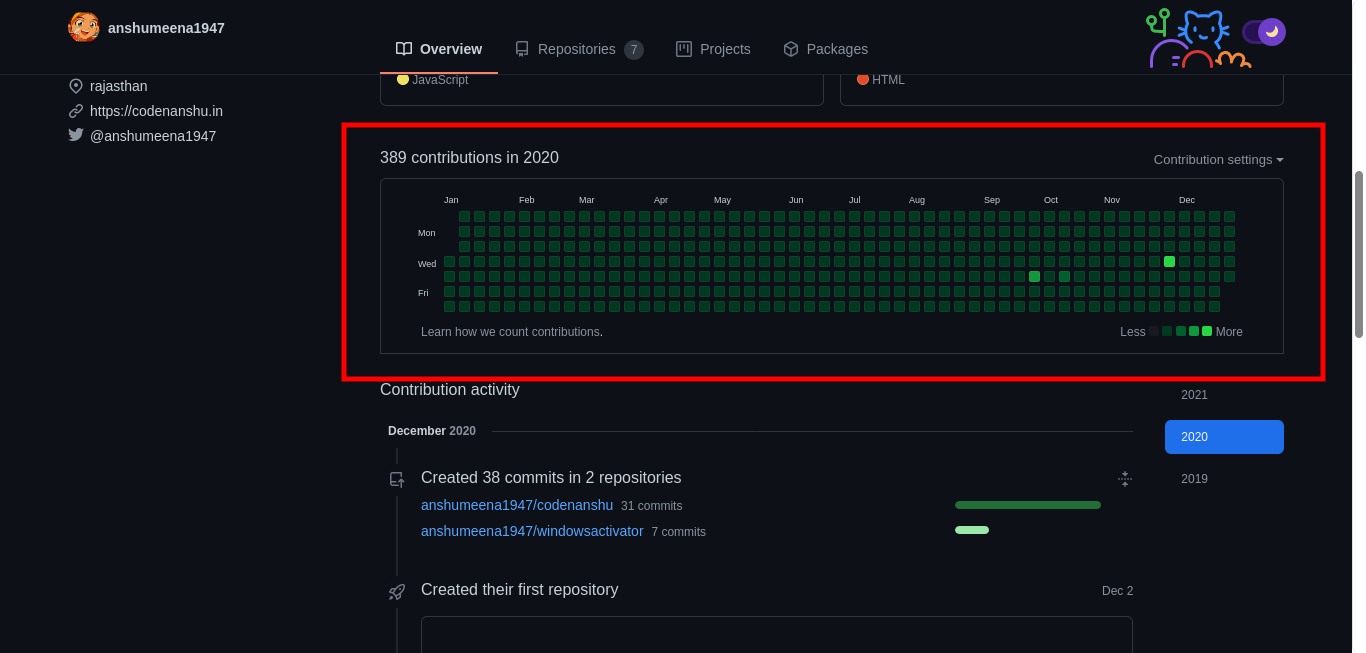 anshumeena1947
Overview
Repositories 7
Projects
Packages
rajasthan
https://codenanshu.in
@anshumeena1947
JavaScript
HTML
389 contributions in 2020
Contribution settings
Jan Feb Mar Apr May Jun Jul Aug Sep Oct Nov Dec
Mon
Wed
Fri
Learn how we count contributions.
Less More
Contribution activity
2021
2020
2019
December 2020
Created 38 commits in 2 repositories
anshumeena1947/codenanshu 31 commits
anshumeena1947/windowsactivator 7 commits
Created their first repository
Dec 2